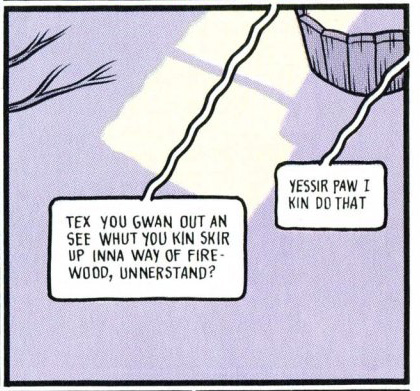 TEX YOU GWAN OUT AN
SEE WHUT YOU KIN SKIR
UP INNA WAY OF FIRE-
WOOD, UNNERSTAND?
YESSIR PAW I
KIN DO THAT